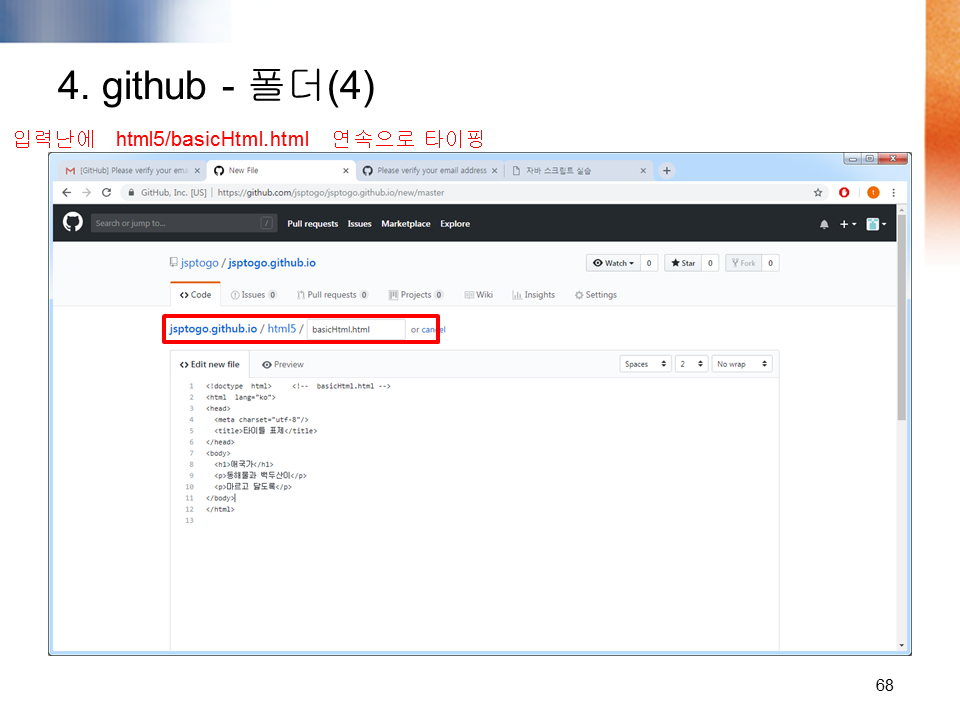 4. github - 폴더(4)
입력난에 html5/basicHtml.html 연속으로 타이핑
[GitHub] Please verify your ema
New File
Please verify your email address
자바 스크립트 실습
GitHub, Inc. [US] | https://github.com/jsptogo/jsptogo.github.io/new/master
Search or jump to... /
Pull requests Issues Marketplace Explore
jsptogo / jsptogo.github.io
Watch 0 Star 0 Fork 0
Code Issues 0 Pull requests 0 Projects 0 Wiki Insights Settings
jsptogo.github.io / html5 / basicHtml.html or cancel
Edit new file Preview Spaces 2 No wrap
1 <!doctype html> <!-- basicHtml.html -->
2 <html lang="ko">
3 <head>
4 <meta charset="utf-8"/>
5 <title>타이틀 표제</title>
6 </head>
7 <body>
8 <h1>애국가</h1>
9 <p>동해물과 백두산이</p>
10 <p>마르고 닳도록</p>
11 </body>
12 </html>
13
68